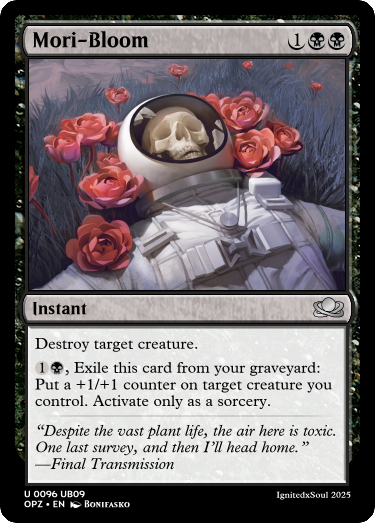 Mori-Bloom 1
Instant
Destroy target creature.
1, Exile this card from your graveyard:
Put a +1/+1 counter on target creature you
control. Activate only as a sorcery.
“Despite the vast plant life, the air here is toxic.
One last survey, and then I’ll head home.”
—Final Transmission
U 0096 UB09
OPZ • EN Bonifasko
IgnitedxSoul 2025